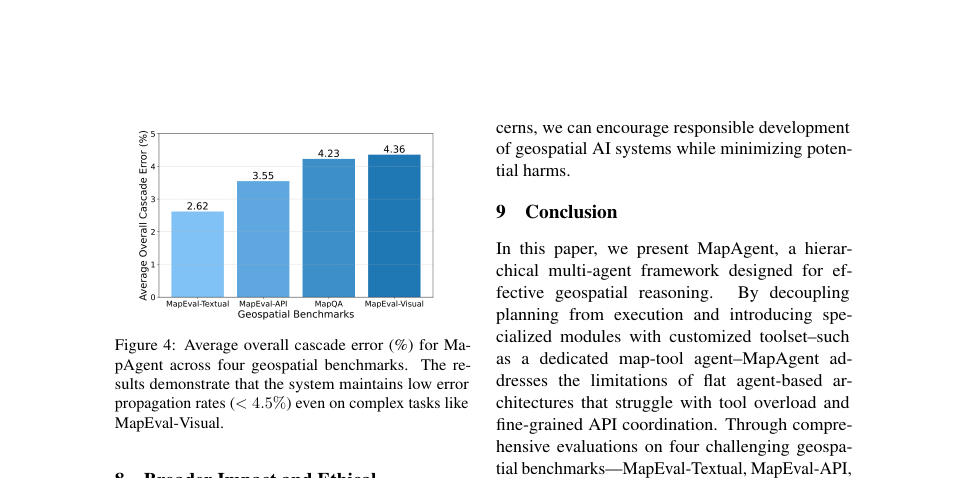 Average Overall Cascade Error (%)
5
4
3
2
1
0
2.62
3.55
4.23
4.36
MapEval-Textual
MapEval-API
MapQA
MapEval-Visual
Geospatial Benchmarks
Figure 4: Average overall cascade error (%) for Ma-
pAgent across four geospatial benchmarks. The re-
sults demonstrate that the system maintains low error
propagation rates (< 4.5%) even on complex tasks like
MapEval-Visual.
8 Broader Impact and Ethical
cerns, we can encourage responsible development
of geospatial AI systems while minimizing poten-
tial harms.
9 Conclusion
In this paper, we present MapAgent, a hierar-
chical multi-agent framework designed for ef-
fective geospatial reasoning. By decoupling
planning from execution and introducing spe-
cialized modules with customized toolset–such
as a dedicated map-tool agent–MapAgent ad-
dresses the limitations of flat agent-based ar-
chitectures that struggle with tool overload and
fine-grained API coordination. Through compre-
hensive evaluations on four challenging geospa-
tial benchmarks—MapEval-Textual, MapEval-API,